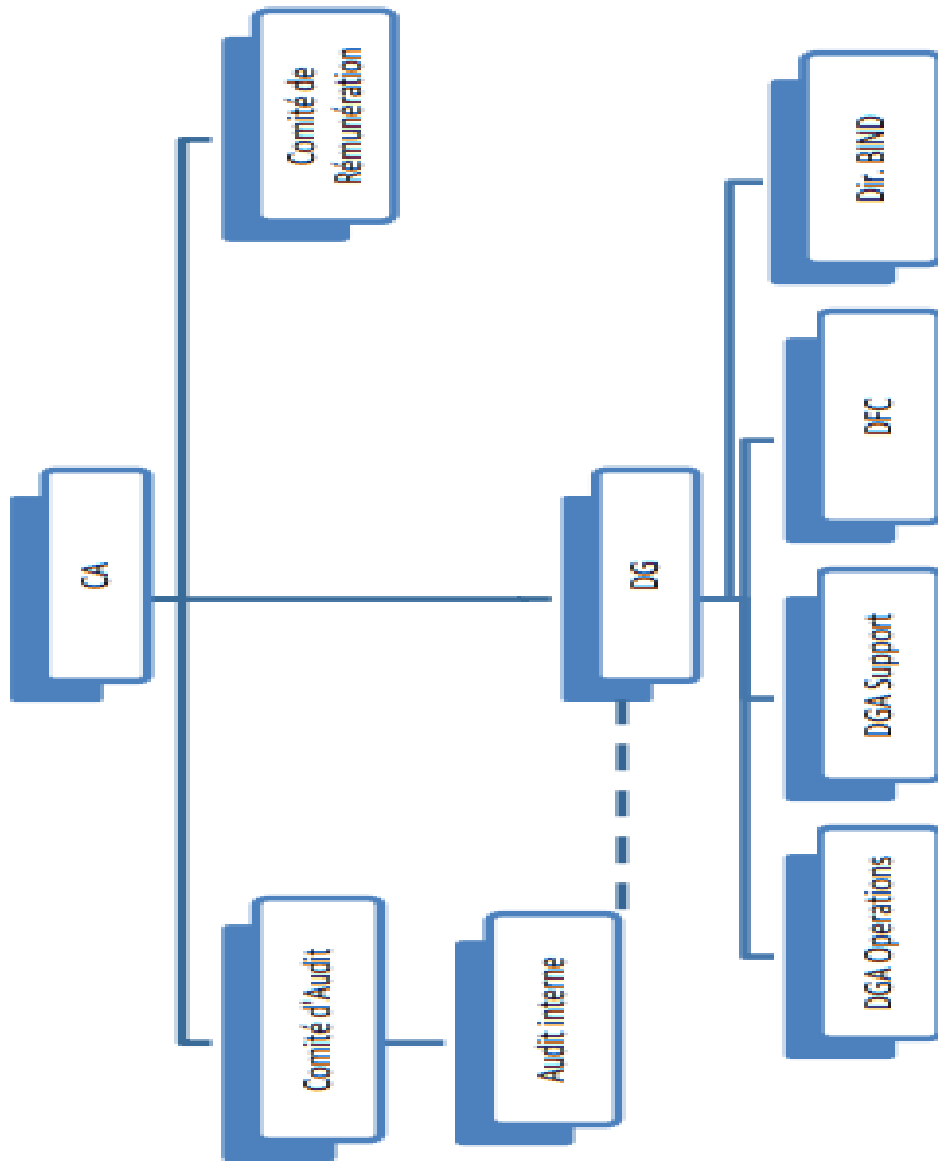 CA
Comité d'Audit
Comité de
Rémunération
Audit interne
DG
DGA Operations
DGA Support
DFC
Dir. BIND